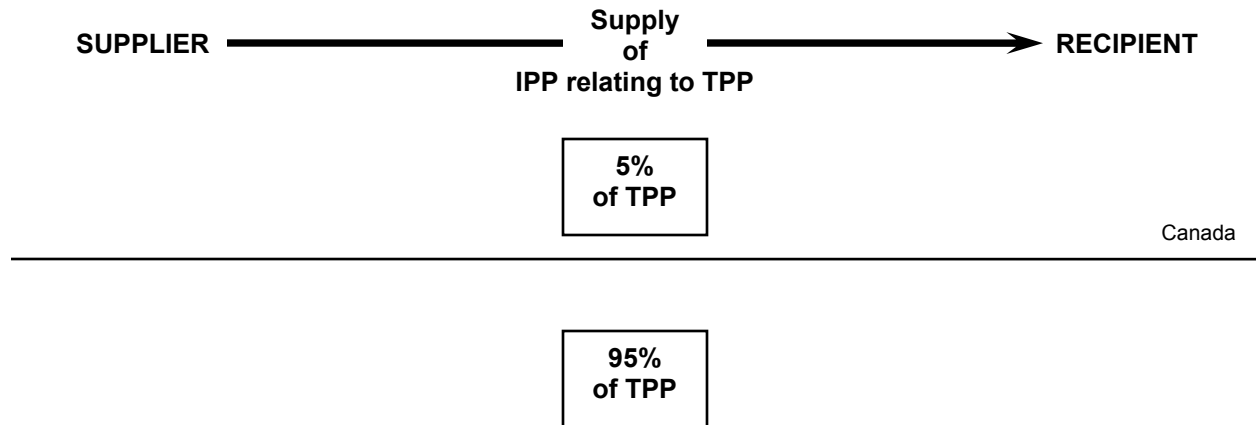 SUPPLIER
Supply
of
IPP relating to TPP
RECIPIENT
5%
of TPP
Canada
95%
of TPP